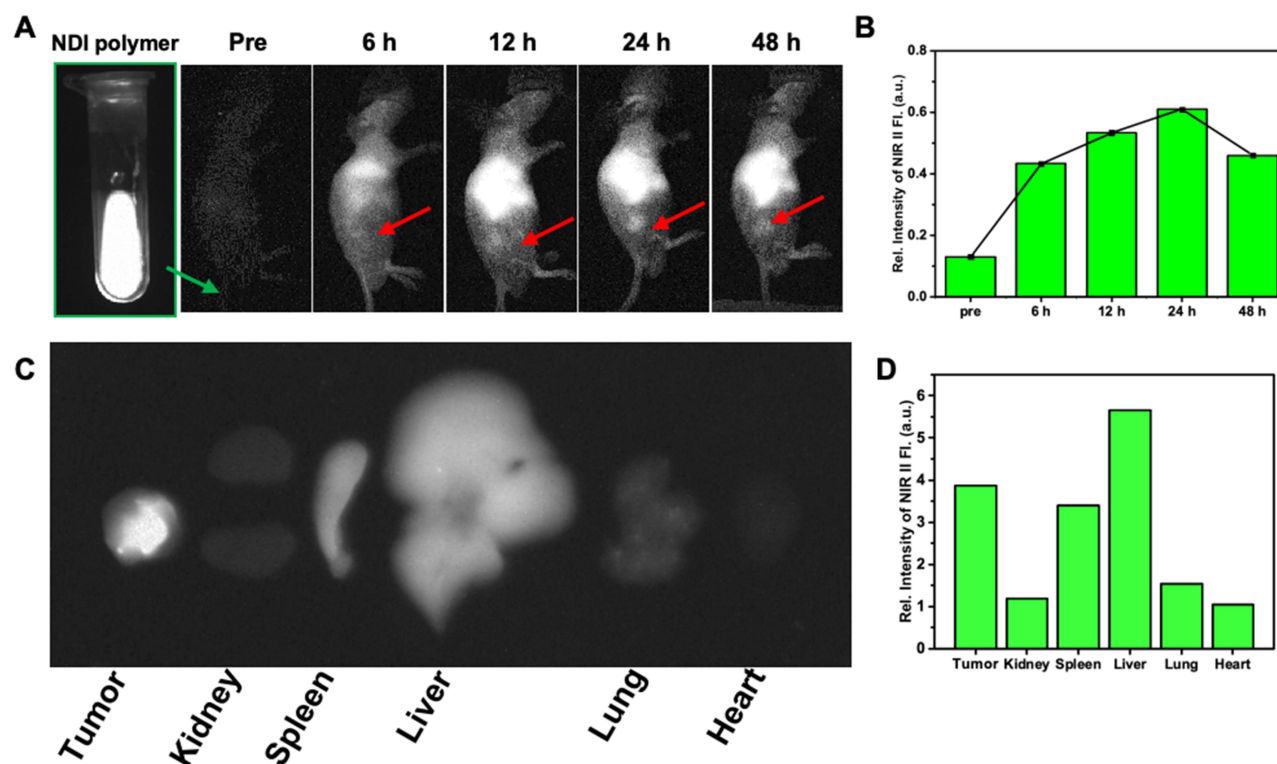 A
NDI polymer Pre 6 h 12 h 24 h 48 h
B
Rel. Intensity of NIR II Fl. (a.u.)
0.8
0.6
0.4
0.2
0.0
pre 6 h 12 h 24 h 48 h
C
Tumor Kidney Spleen Liver Lung Heart
D
Rel. Intensity of NIR II Fl. (a.u.)
6
5
4
3
2
1
0
Tumor Kidney Spleen Liver Lung Heart